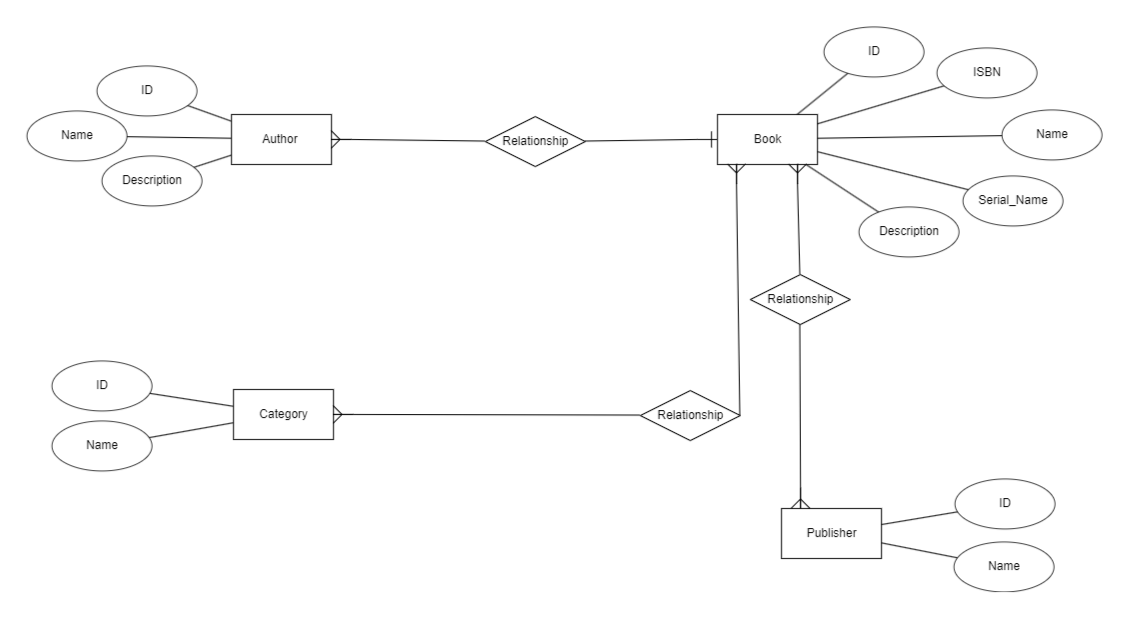 ID
ISBN
ID
Name
Author
Relationship
Book
Name
Description
Serial_Name
Description
Relationship
ID
Category
Relationship
Name
ID
Publisher
Name